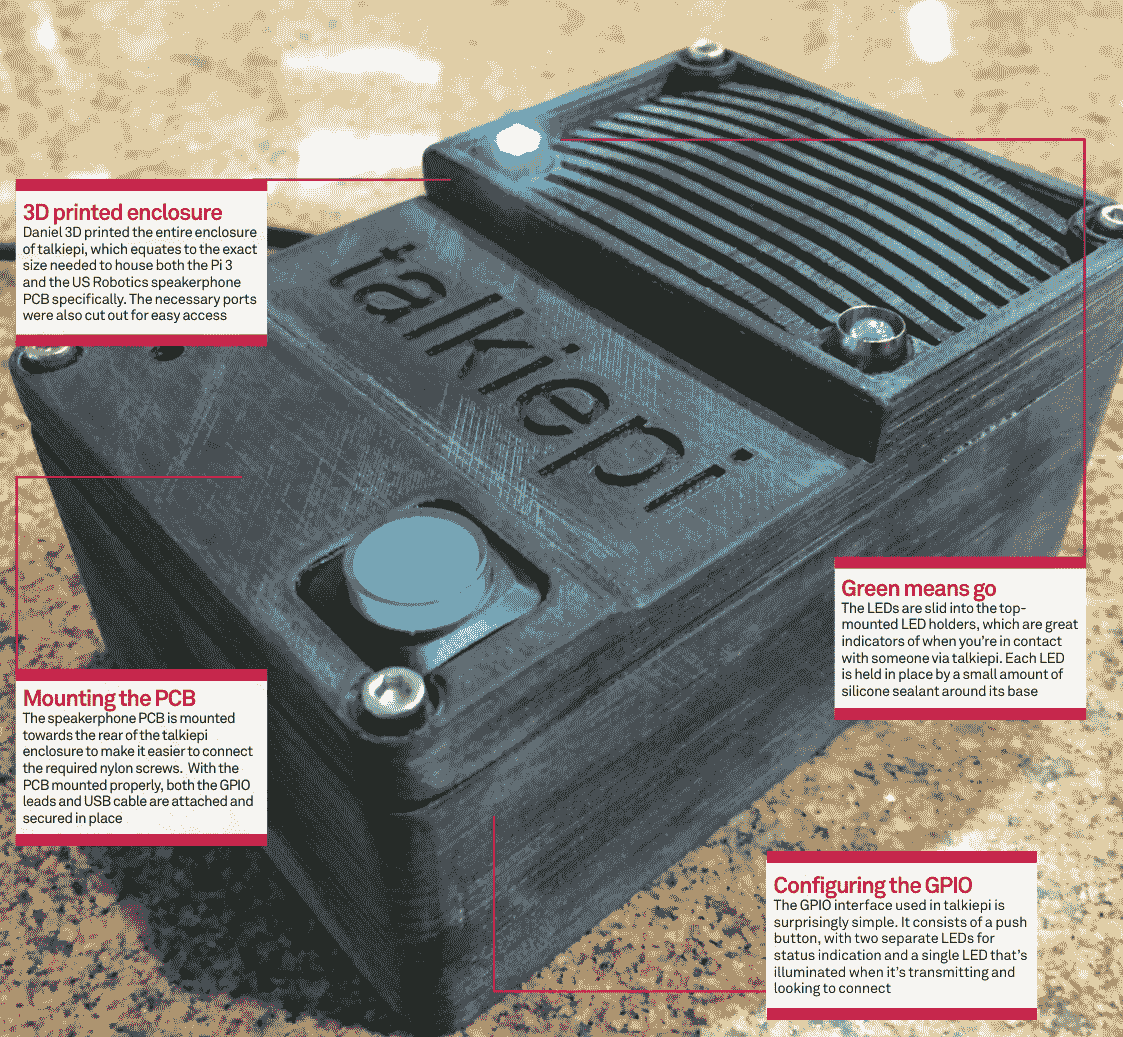 3D printed enclosure
Daniel 3D printed the entire enclosure
of talkiepi, which equates to the exact
size needed to house both the Pi 3
and the US Robotics speakerphone
PCB specifically. The necessary ports
were also cut out for easy access
talkiepi
Green means go
The LEDs are slid into the top-
mounted LED holders, which are great
indicators of when you're in contact
with someone via talkiepi. Each LED
is held in place by a small amount of
silicone sealant around its base
Mounting the PCB
The speakerphone PCB is mounted
towards the rear of the talkiepi
enclosure to make it easier to connect
the required nylon screws. With the
PCB mounted properly, both the GPIO
leads and USB cable are attached and
secured in place
Configuring the GPIO
The GPIO interface used in talkiepi is
surprisingly simple. It consists of a push
button, with two separate LEDs for
status indication and a single LED that's
illuminated when it's transmitting and
looking to connect